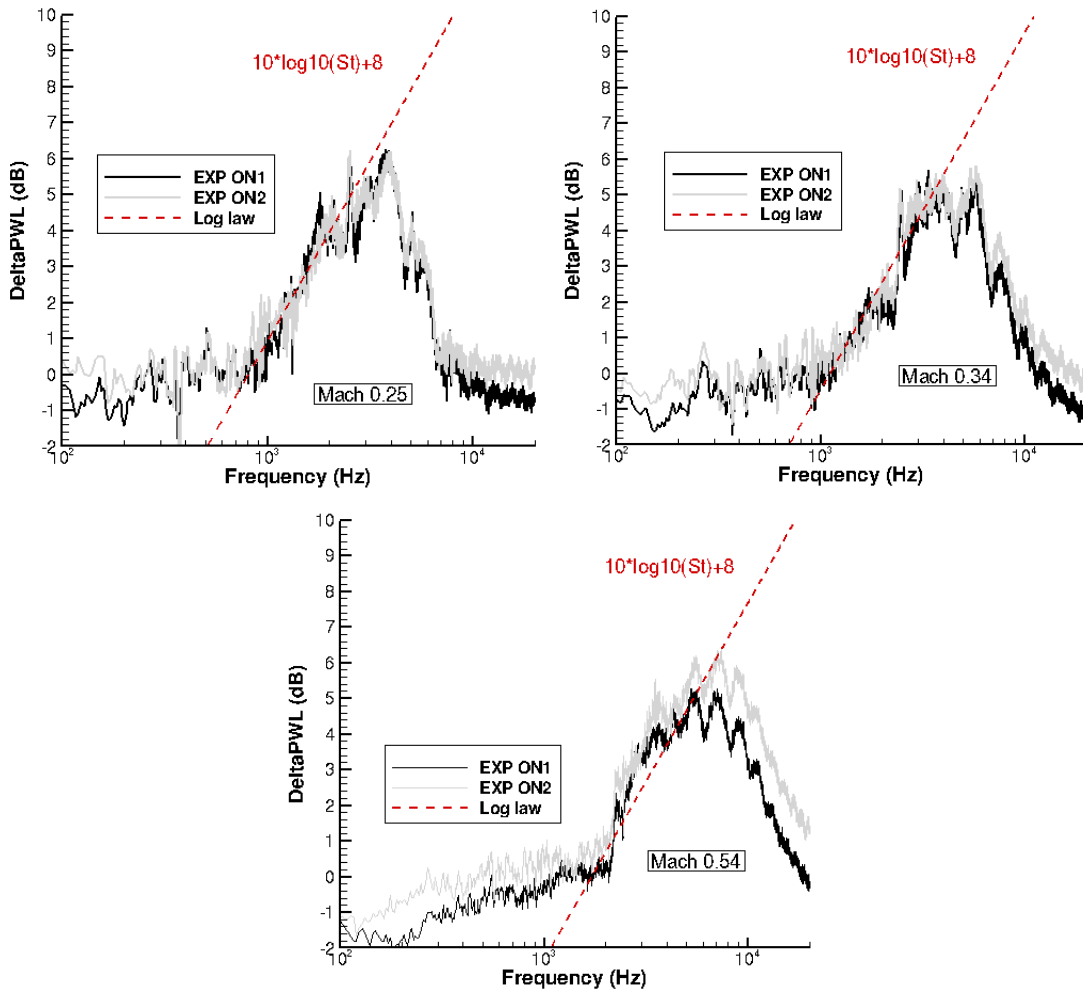 10*log10(St)+8
DeltaPWL (dB)
10
9
8
7
6
5
4
3
2
1
0
-1
-2
EXP ON1
EXP ON2
Log law
Mach 0.25
10^2
10^3
10^4
Frequency (Hz)
10*log10(St)+8
DeltaPWL (dB)
10
9
8
7
6
5
4
3
2
1
0
-1
-2
EXP ON1
EXP ON2
Log law
Mach 0.34
10^2
10^3
10^4
Frequency (Hz)
10*log10(St)+8
DeltaPWL (dB)
10
9
8
7
6
5
4
3
2
1
0
-1
-2
EXP ON1
EXP ON2
Log law
Mach 0.54
10^2
10^3
10^4
Frequency (Hz)